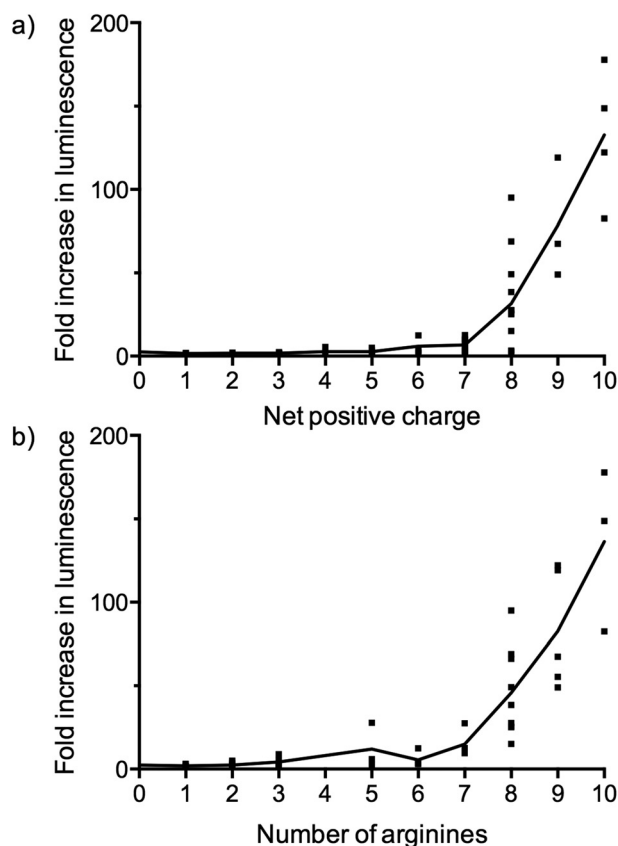 a)
Fold increase in luminescence
200
100
0
0 1 2 3 4 5 6 7 8 9 10
Net positive charge
b)
Fold increase in luminescence
200
100
0
0 1 2 3 4 5 6 7 8 9 10
Number of arginines